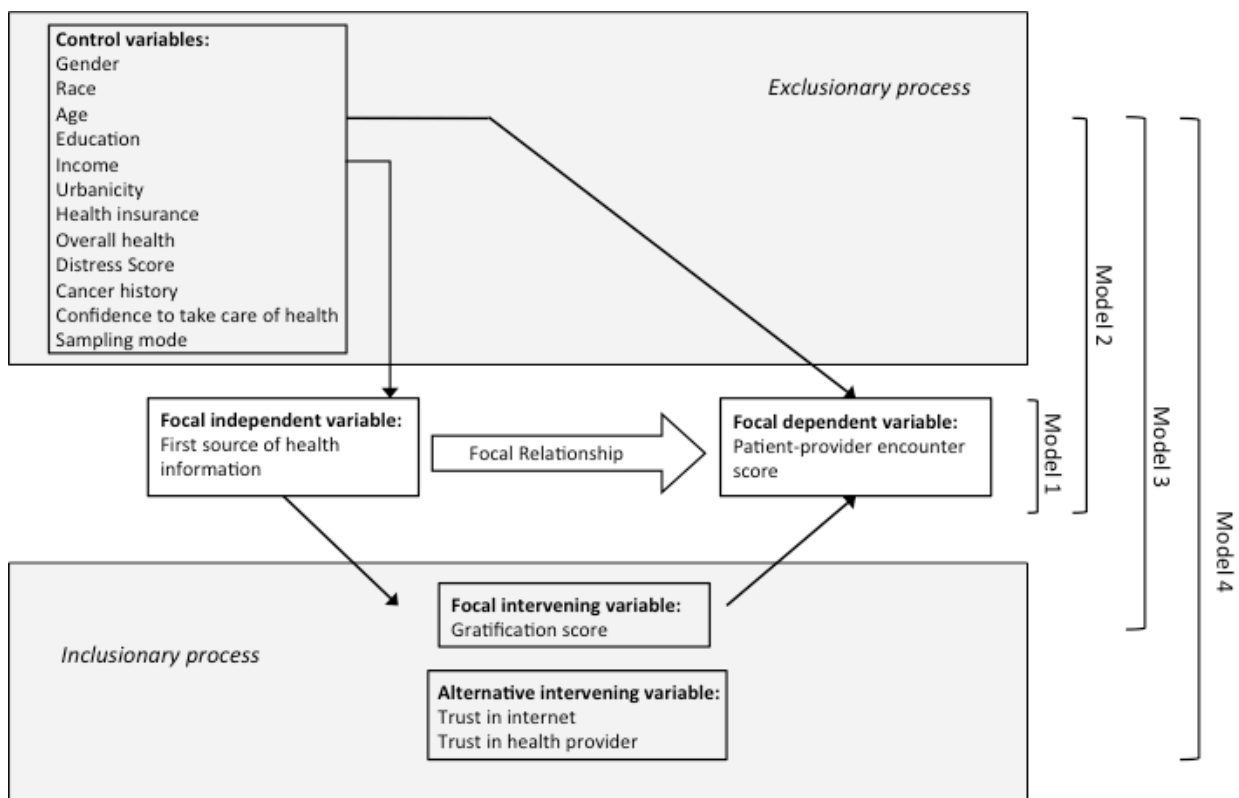 Control variables:
Gender
Race
Age
Education
Income
Urbanicity
Health insurance
Overall health
Distress Score
Cancer history
Confidence to take care of health
Sampling mode
Exclusionary process
Focal independent variable:
First source of health
information
Focal Relationship
Focal dependent variable:
Patient-provider encounter
score
Model 1
Model 2
Model 3
Model 4
Inclusionary process
Focal intervening variable:
Gratification score
Alternative intervening variable:
Trust in internet
Trust in health provider